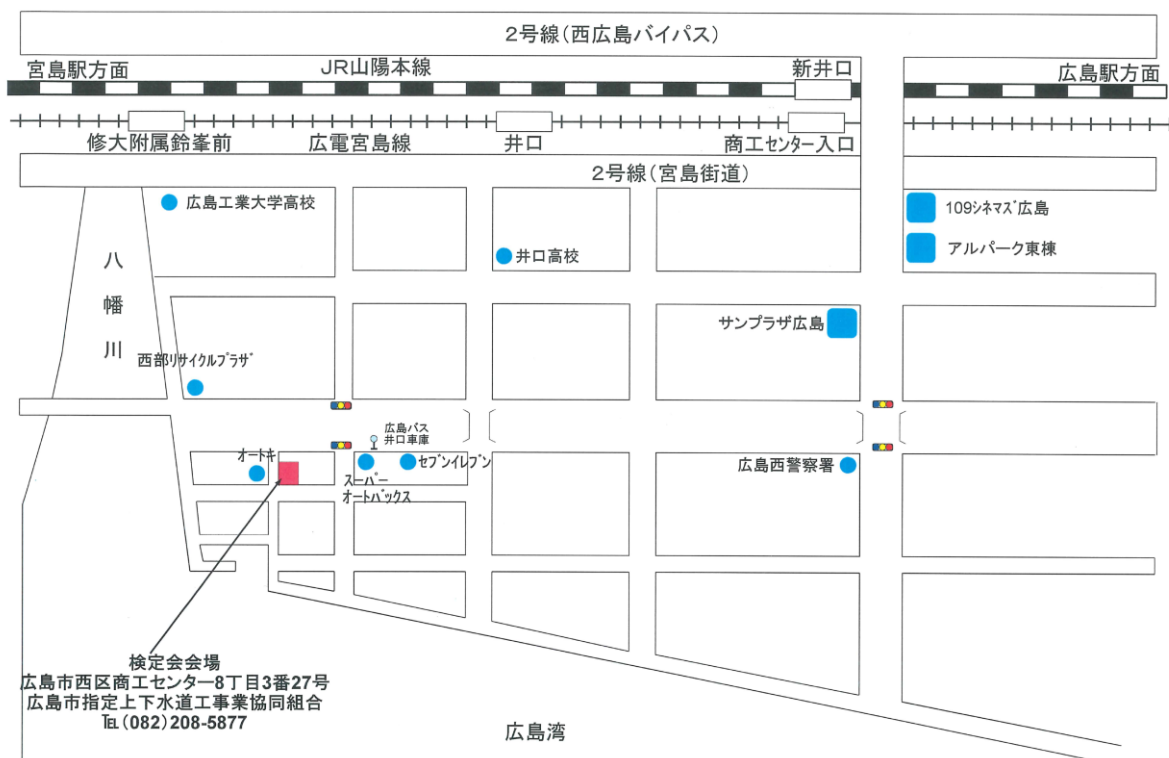 2号線(西広島バイパス)
宮島駅方面
JR山陽本線
新井口
広島駅方面
修大附属鈴峯前
広電宮島線
井口
商工センター入口
2号線(宮島街道)
広島工業大学高校
109シネマズ広島
八幡川
井口高校
アルパーク東棟
サンプラザ広島
西部リサイクルプラザ
広島バス
井口車庫
オートキ
セブンイレブン
広島西警察署
スーパー
オートバックス
検定会会場
広島市西区商工センター8丁目3番27号
広島市指定上下水道工事業協同組合
℡(082)208-5877
広島湾